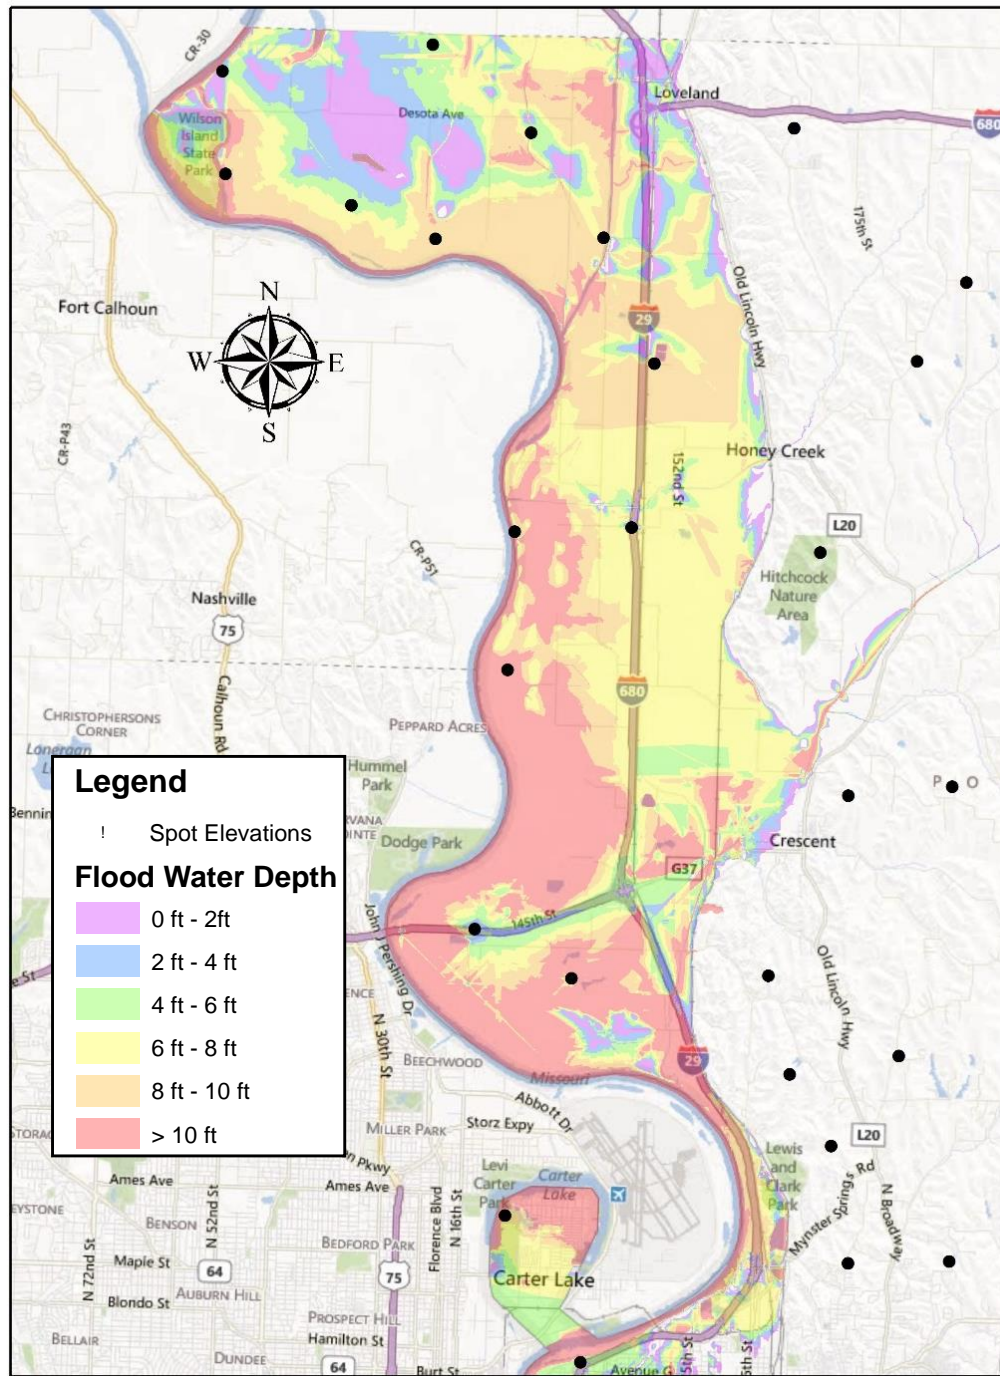 CR-30
Loveland
Desota Ave
680
Wilson
Island
State
Park
175th St
Old Lincoln Hwy
Fort Calhoun
N
W
E
S
29
CR-P43
Honey Creek
152nd St
L20
CR-P51
Hitchcock
Nature
Area
Nashville
75
Calhoun Rd
680
CHRISTOPHERSONS
CORNER
PEPPARD ACRES
Hummel
Park
P
O
Dodge Park
Crescent
G37
Legend
! Spot Elevations
Flood Water Depth
0 ft - 2ft
2 ft - 4 ft
4 ft - 6 ft
6 ft - 8 ft
8 ft - 10 ft
> 10 ft
145th St
John J Pershing Dr
N 30th St
Old Lincoln Hwy
BEECHWOOD
29
Missouri
Abbott Dr
MILLER PARK
Storz Expy
L20
Ames Ave
Ames Ave
Levi
Carter
Park
Carter
Lake
Lewis
and
Clark
Park
Mynster Springs Rd
N Broadway
N 72nd St
N 52nd St
Florence Blvd
N 16th St
BENSON
BEDFORD PARK
Maple St
64
75
Carter Lake
AUBURN HILL
Blondo St
PROSPECT HILL
BELLAIR
Hamilton St
DUNDEE
64
Burt St
Avenue G